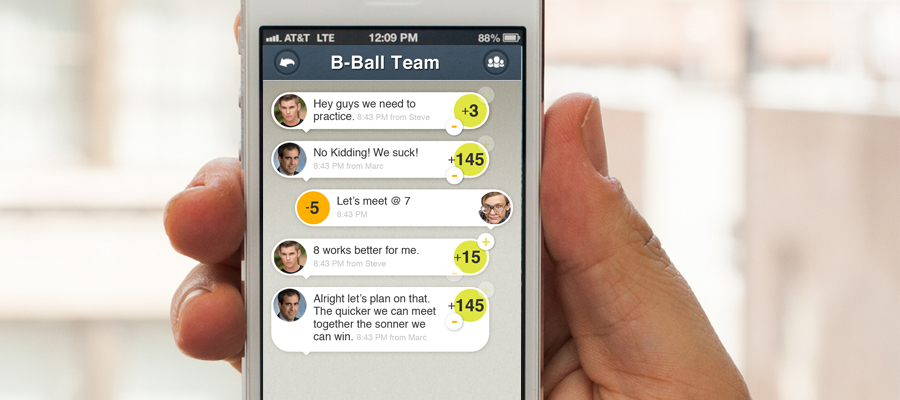 AT&T LTE 12:09 PM 88%
B-Ball Team
Hey guys we need to
practice. 8:43 PM from Steve
+3
-
No Kidding! We suck!
8:43 PM from Marc
+145
-
-5
Let's meet @ 7
8:43 PM
+
8 works better for me.
8:43 PM from Steve
+15
-
Alright let's plan on that.
The quicker we can meet
together the sonner we
can win. 8:43 PM from Marc
+145
-